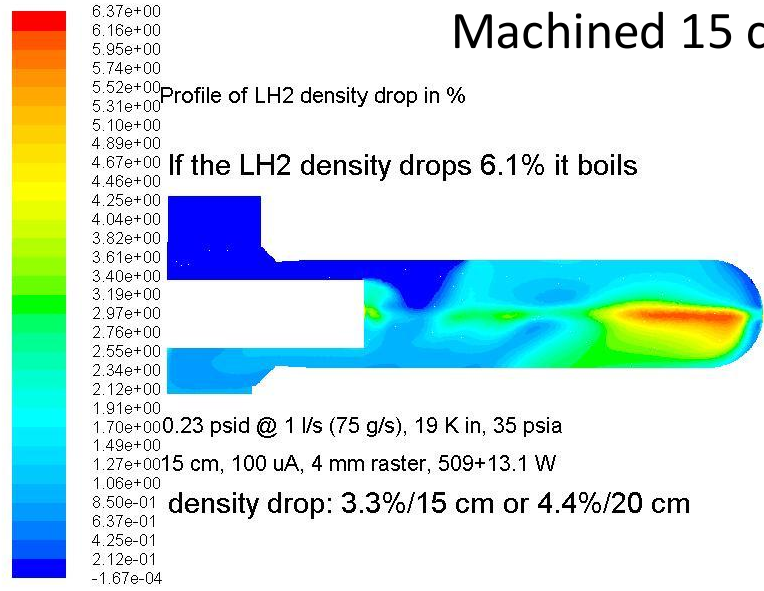 Machined 15 c
6.37e+00
6.16e+00
5.95e+00
5.74e+00
5.52e+00
5.31e+00
5.10e+00
4.89e+00
4.67e+00
4.46e+00
4.25e+00
4.04e+00
3.82e+00
3.61e+00
3.40e+00
3.19e+00
2.97e+00
2.76e+00
2.55e+00
2.34e+00
2.12e+00
1.91e+00
1.70e+00
1.49e+00
1.27e+00
1.06e+00
8.50e-01
6.37e-01
4.25e-01
2.12e-01
-1.67e-04
Profile of LH2 density drop in %
If the LH2 density drops 6.1% it boils
0.23 psid @ 1 l/s (75 g/s), 19 K in, 35 psia
15 cm, 100 uA, 4 mm raster, 509+13.1 W
density drop: 3.3%/15 cm or 4.4%/20 cm